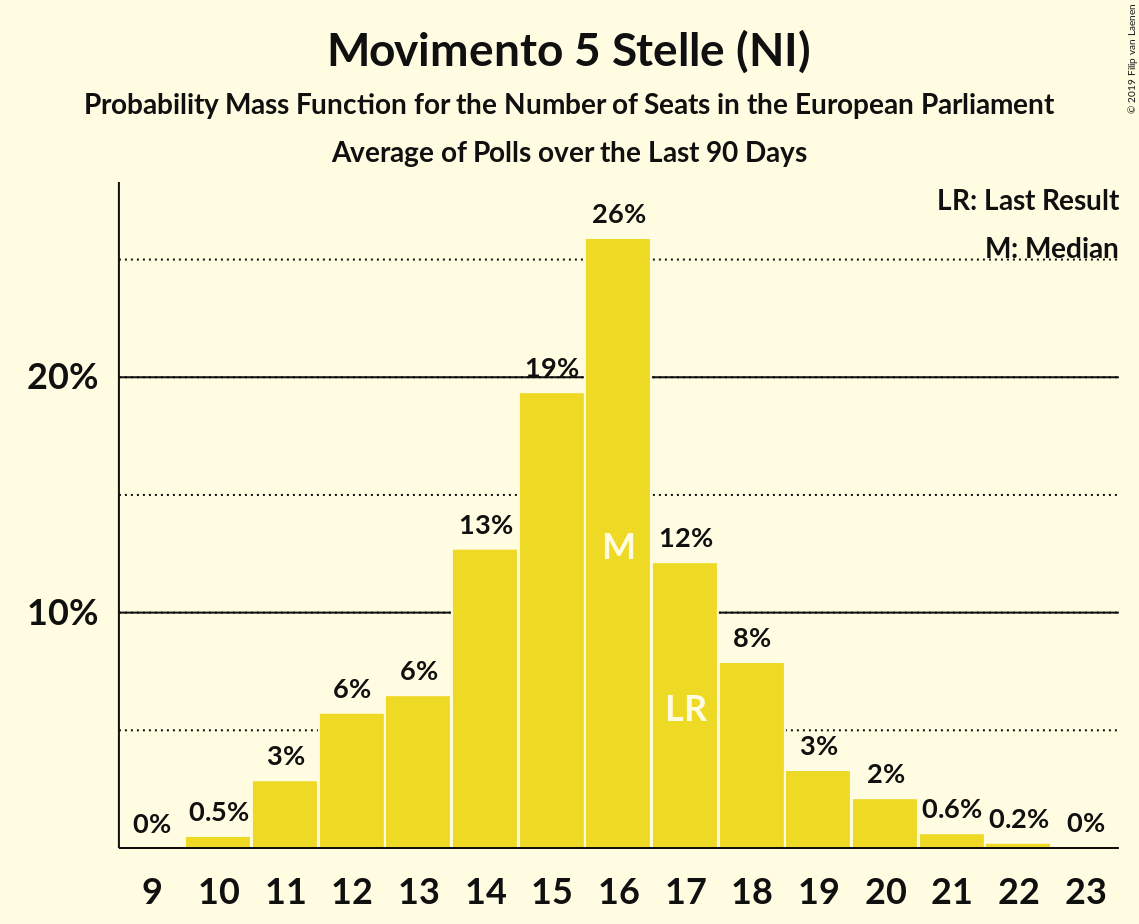 Movimento 5 Stelle (NI)
Probability Mass Function for the Number of Seats in the European Parliament
Average of Polls over the Last 90 Days
© 2019 Filip van Laenen
LR: Last Result
M: Median
26%
20%
19%
13%
M
12%
10%
8%
6%
6%
LR
3%
3%
2%
0%
0.5%
0.6%
0.2%
0%
9 10 11 12 13 14 15 16 17 18 19 20 21 22 23